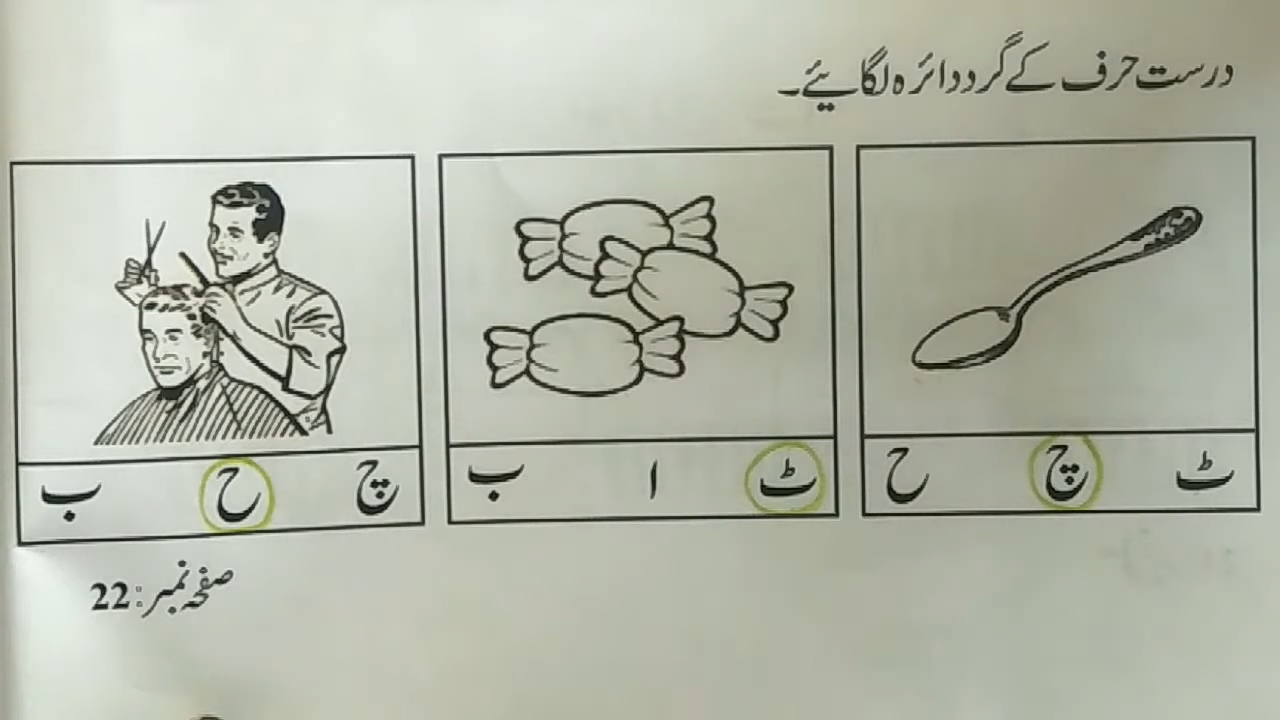 درست حرف کے گرد دائرہ لگائیے۔
ٹ چ ح
ٹ ا ب
چ ح ب
صفحہ نمبر: 22